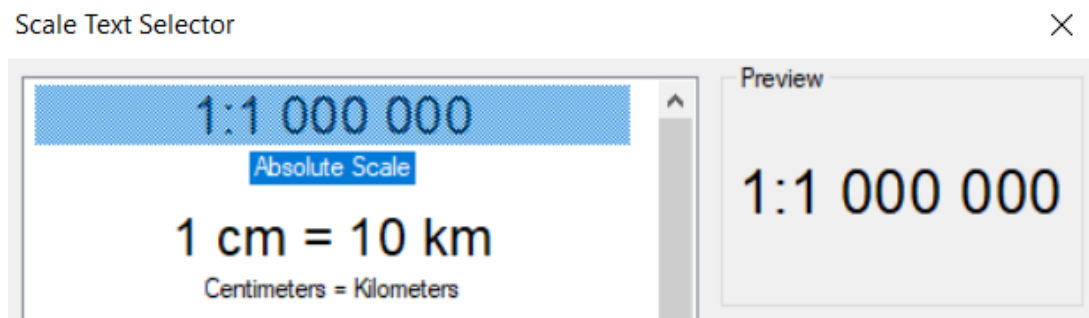 Scale Text Selector
1:1 000 000
Absolute Scale
1 cm = 10 km
Centimeters = Kilometers
Preview
1:1 000 000